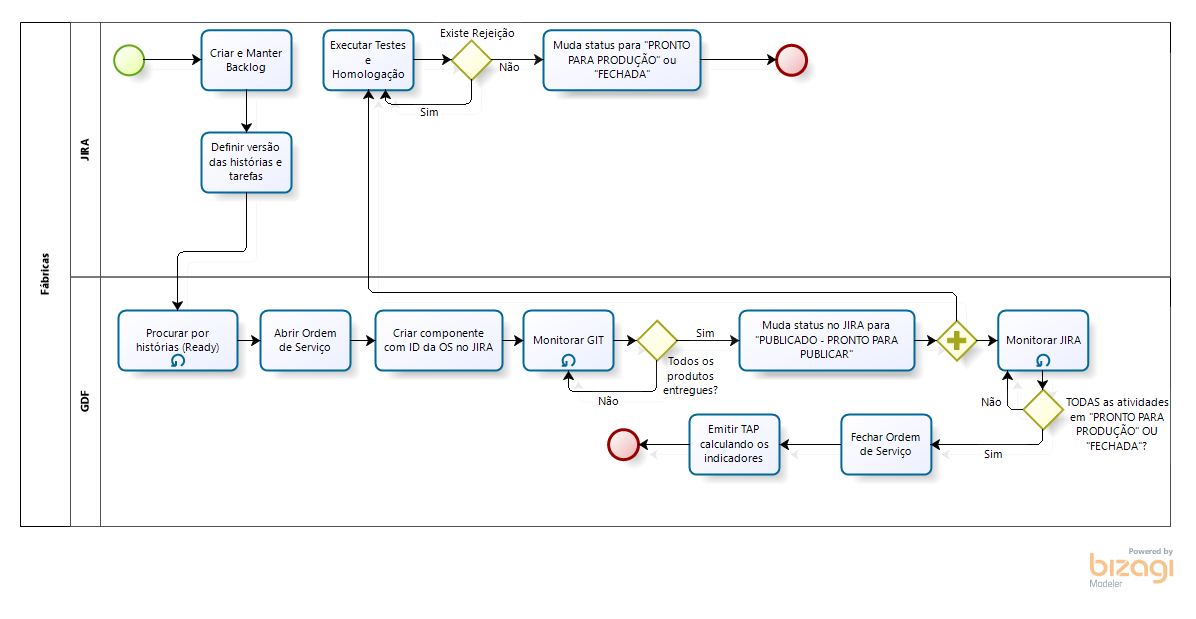 Fábricas
JIRA
Criar e Manter
Backlog
Definir versão
das histórias e
tarefas
Executar Testes
e
Homologação
Existe Rejeição
Não
Sim
Muda status para "PRONTO
PARA PRODUÇÃO" ou
"FECHADA"
GDF
Procurar por
histórias (Ready)
Abrir Ordem
de Serviço
Criar componente
com ID da OS no JIRA
Monitorar GIT
Sim
Todos os
produtos
entregues?
Não
Muda status no JIRA para
"PUBLICADO - PRONTO PARA
PUBLICAR"
Monitorar JIRA
Não
TODAS as atividades
em "PRONTO PARA
PRODUÇÃO" OU
"FECHADA"?
Sim
Fechar Ordem
de Serviço
Emitir TAP
calculando os
indicadores
Powered by
bizagi
Modeler